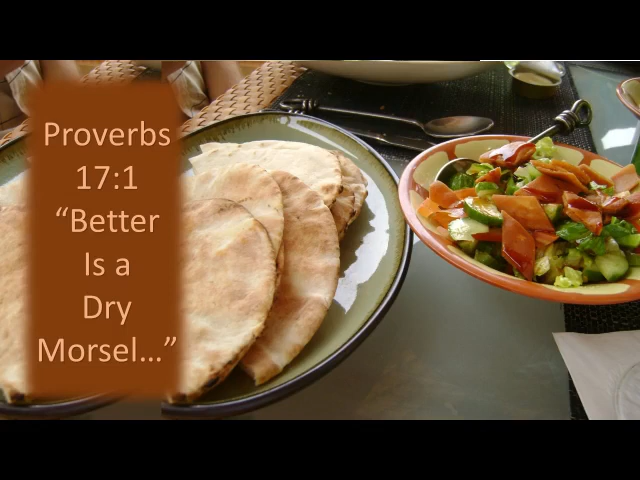 Proverbs
17:1
“Better
Is a
Dry
Morsel...”